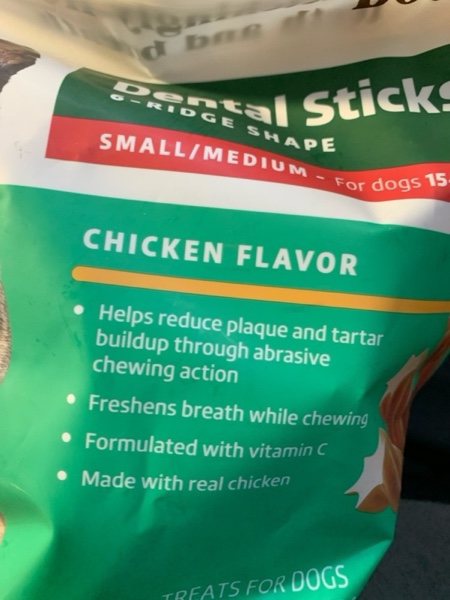 Dental Sticks
6-RIDGE SHAPE
SMALL/MEDIUM - For dogs 15-
CHICKEN FLAVOR
• Helps reduce plaque and tartar
buildup through abrasive
chewing action
• Freshens breath while chewing
• Formulated with vitamin C
• Made with real chicken
TREATS FOR DOGS